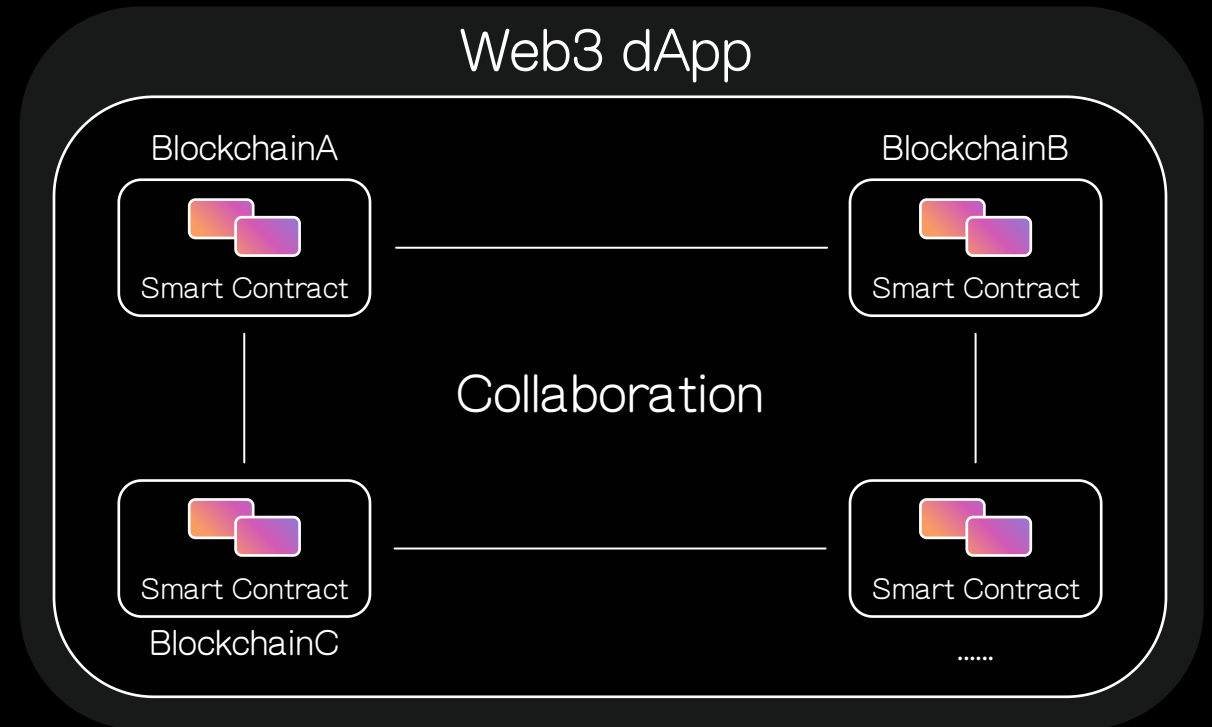 Web3 dApp
BlockchainA
BlockchainB
Smart Contract
Smart Contract
Collaboration
Smart Contract
Smart Contract
BlockchainC
......